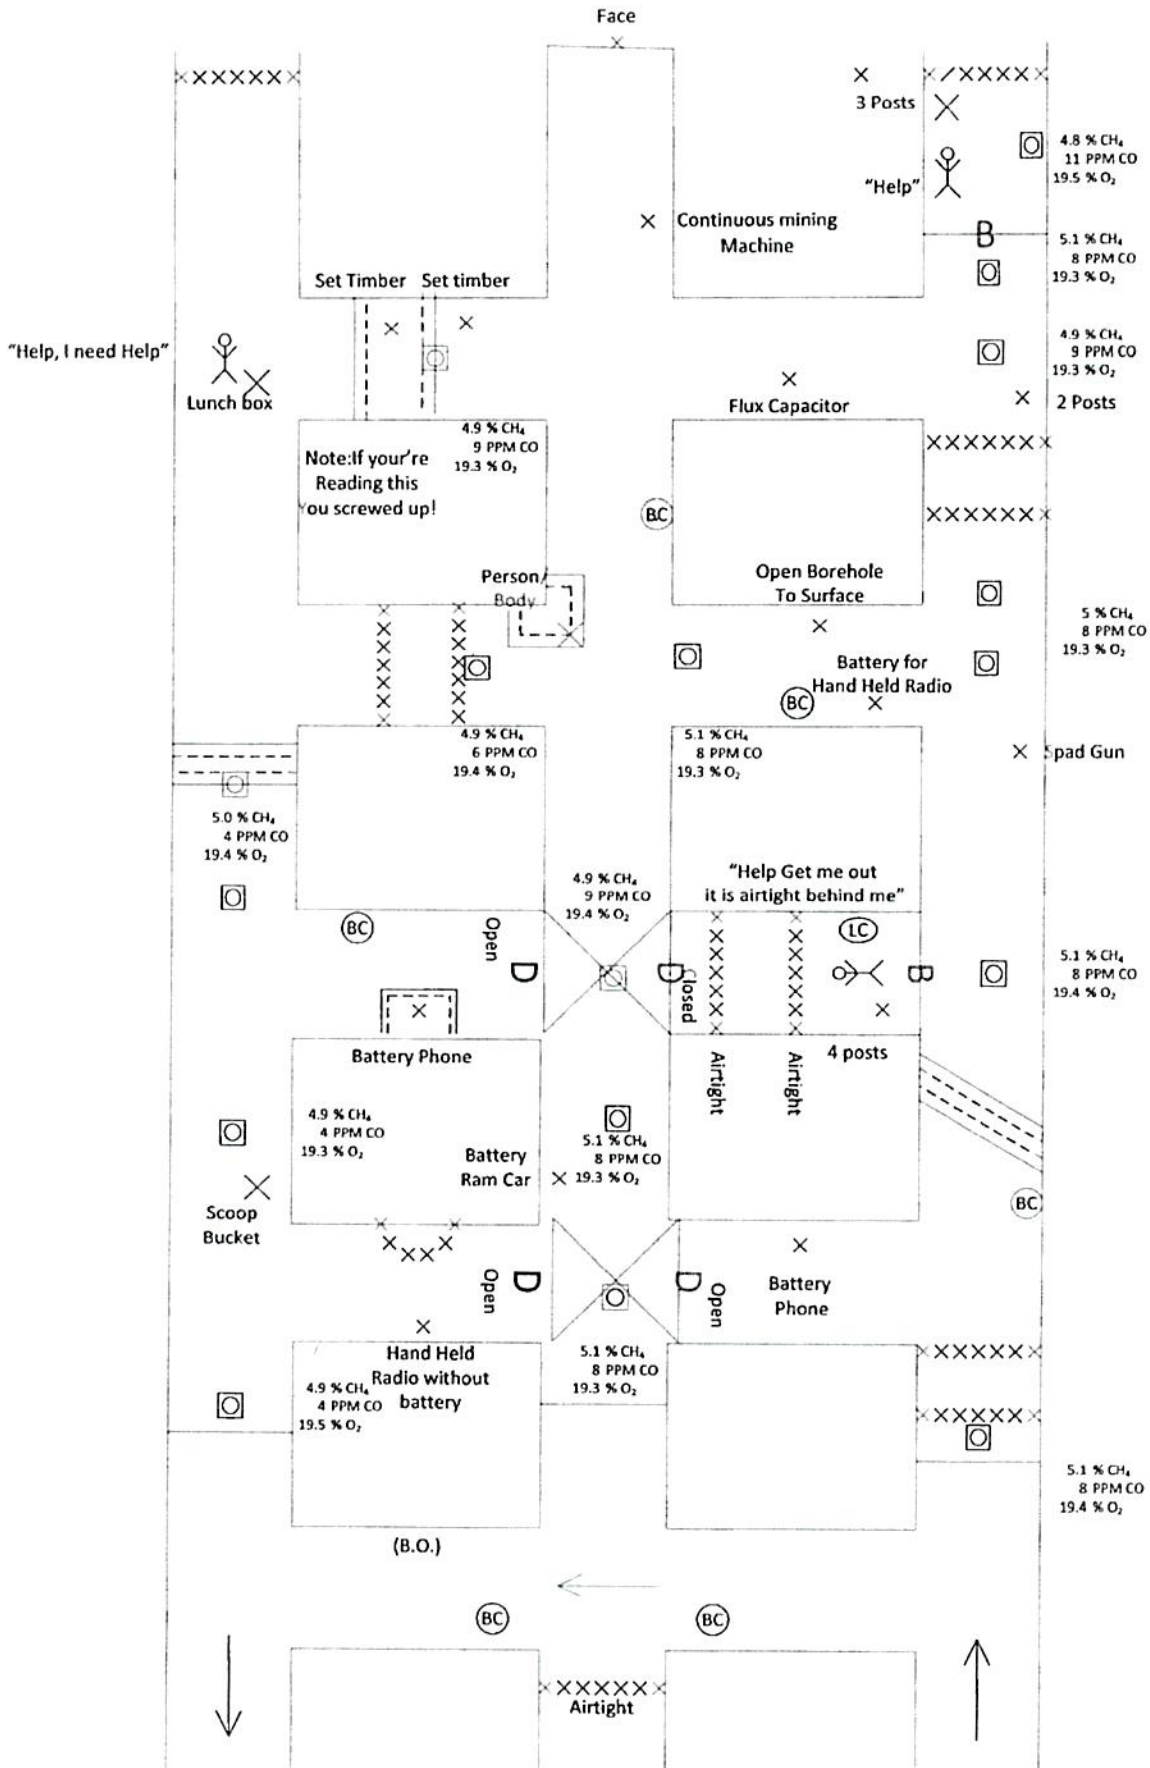 Face
3 Posts
4.8 % CH₄
11 PPM CO
19.5 % O₂
"Help"
Continuous mining
Machine
B
5.1 % CH₄
8 PPM CO
19.3 % O₂
Set Timber
Set timber
"Help, I need Help"
Lunch box
4.9 % CH₄
9 PPM CO
19.3 % O₂
Flux Capacitor
2 Posts
4.9 % CH₄
9 PPM CO
19.3 % O₂
Note:If your're
Reading this
You screwed up!
BC
Person/
Body
Open Borehole
To Surface
5 % CH₄
8 PPM CO
19.3 % O₂
Battery for
Hand Held Radio
BC
4.9 % CH₄
6 PPM CO
19.4 % O₂
5.1 % CH₄
8 PPM CO
19.3 % O₂
Spad Gun
5.0 % CH₄
4 PPM CO
19.4 % O₂
4.9 % CH₄
9 PPM CO
19.4 % O₂
"Help Get me out
it is airtight behind me"
BC
Open
D
D
Closed
LC
B
5.1 % CH₄
8 PPM CO
19.4 % O₂
Battery Phone
Airtight
Airtight
4 posts
4.9 % CH₄
4 PPM CO
19.3 % O₂
Battery
Ram Car
5.1 % CH₄
8 PPM CO
19.3 % O₂
Scoop
Bucket
BC
Open
D
D
Open
Battery
Phone
Hand Held
Radio without
battery
4.9 % CH₄
4 PPM CO
19.5 % O₂
5.1 % CH₄
8 PPM CO
19.3 % O₂
5.1 % CH₄
8 PPM CO
19.4 % O₂
(B.O.)
BC
BC
Airtight